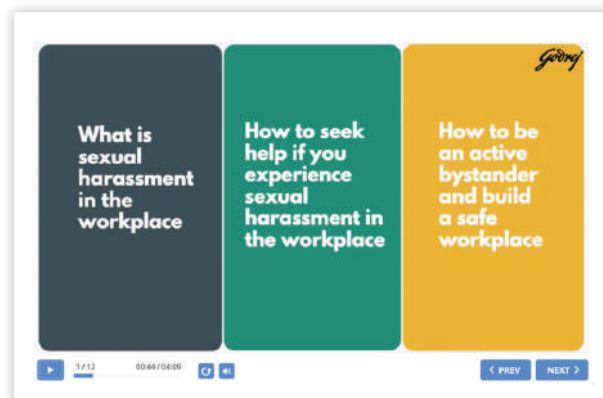 Godrej
What is
sexual
harassment
in the
workplace
How to seek
help if you
experience
sexual
harassment in
the workplace
How to be
an active
bystander
and build
a safe
workplace
1 / 12
00:44 / 04:09
< PREV
NEXT >